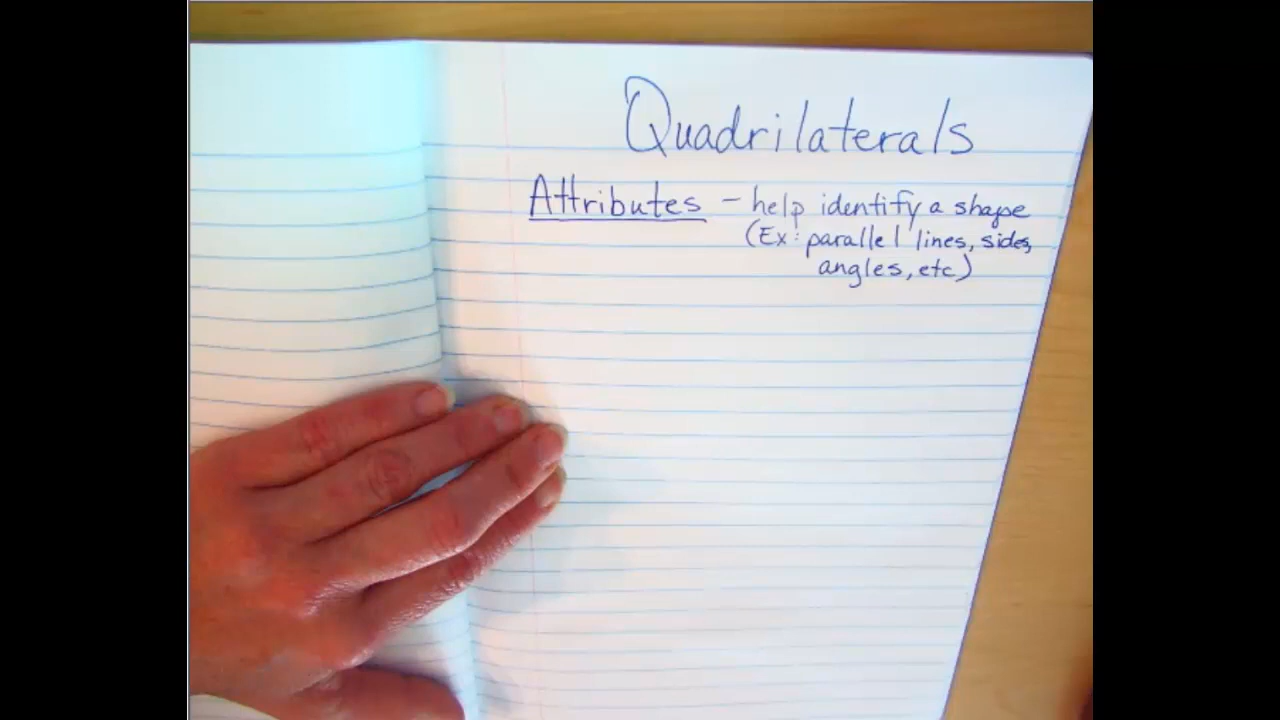 Quadrilaterals
Attributes - help identify a shape
(Ex: parallel lines, sides,
angles, etc)